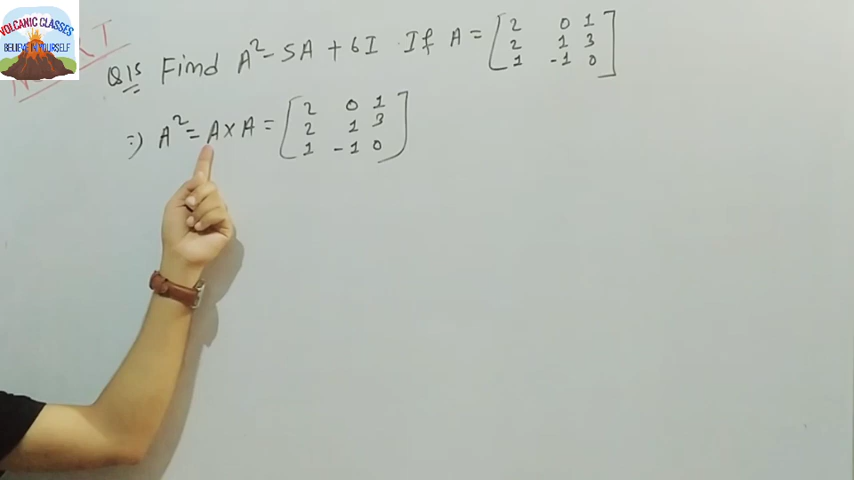 VOLCANIC CLASSES
BELIEVE IN YOURSELF
RT
Q15 Find A² - 5A + 6I If A = [2 0 1
2 1 3
1 -1 0]
=) A² = A × A = [2 0 1
2 1 3
1 -1 0]